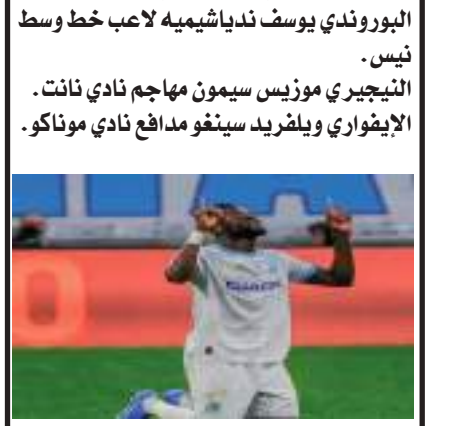 البوروندي يوسف ندياشيميه لاعب خط وسط
نيس.
النيجيري موزيس سيمون مهاجم نادي نانت.
الإيفواري ويلفريد سينغو مدافع نادي موناكو.